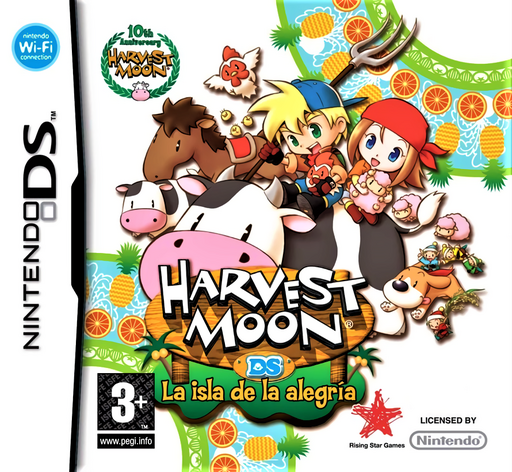 Nintendo
Wi-Fi
connection
10th
Anniversary
HARVEST
MOON
NINTENDO DS™
HARVEST
MOON®
DS
La isla de la alegría
3+
www.pegi.info
Rising Star Games
LICENSED BY
Nintendo®